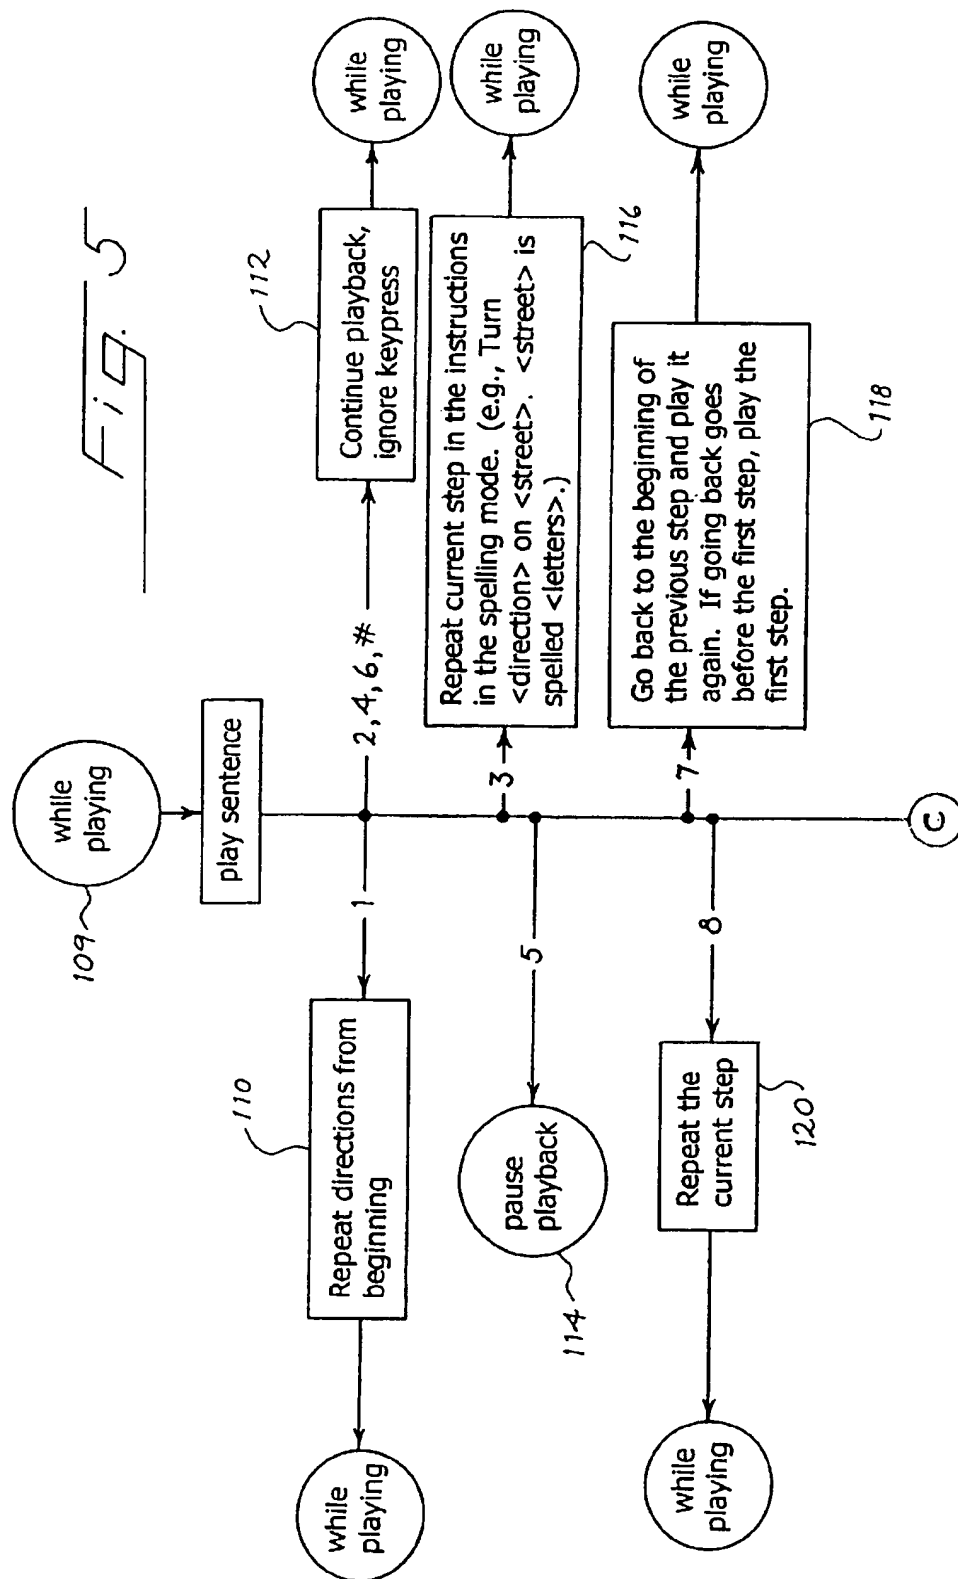 Fig. 5
while
playing
109
play sentence
1
2,4,6,#
110
Repeat directions from
beginning
while
playing
112
Continue playback,
ignore keypress
while
playing
3
Repeat current step in the instructions
in the spelling mode. (e.g., Turn
<direction> on <street>. <street> is
spelled <letters>.)
116
while
playing
5
pause
playback
114
7
Go back to the beginning of
the previous step and play it
again. If going back goes
before the first step, play the
first step.
118
while
playing
8
Repeat the
current step
120
while
playing
C